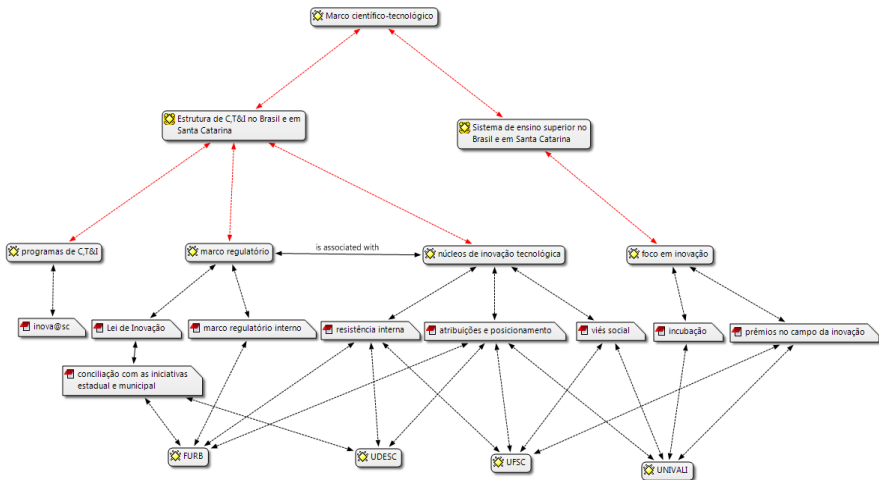 Marco científico-tecnológico
Estrutura de C,T&I no Brasil e em
Santa Catarina
Sistema de ensino superior no
Brasil e em Santa Catarina
programas de C,T&I
marco regulatório
is associated with
núcleos de inovação tecnológica
foco em inovação
inova@sc
Lei de Inovação
marco regulatório interno
resistência interna
atribuições e posicionamento
viés social
incubação
prémios no campo da inovação
conciliação com as iniciativas
estadual e municipal
FURB
UDESC
UFSC
UNIVALI